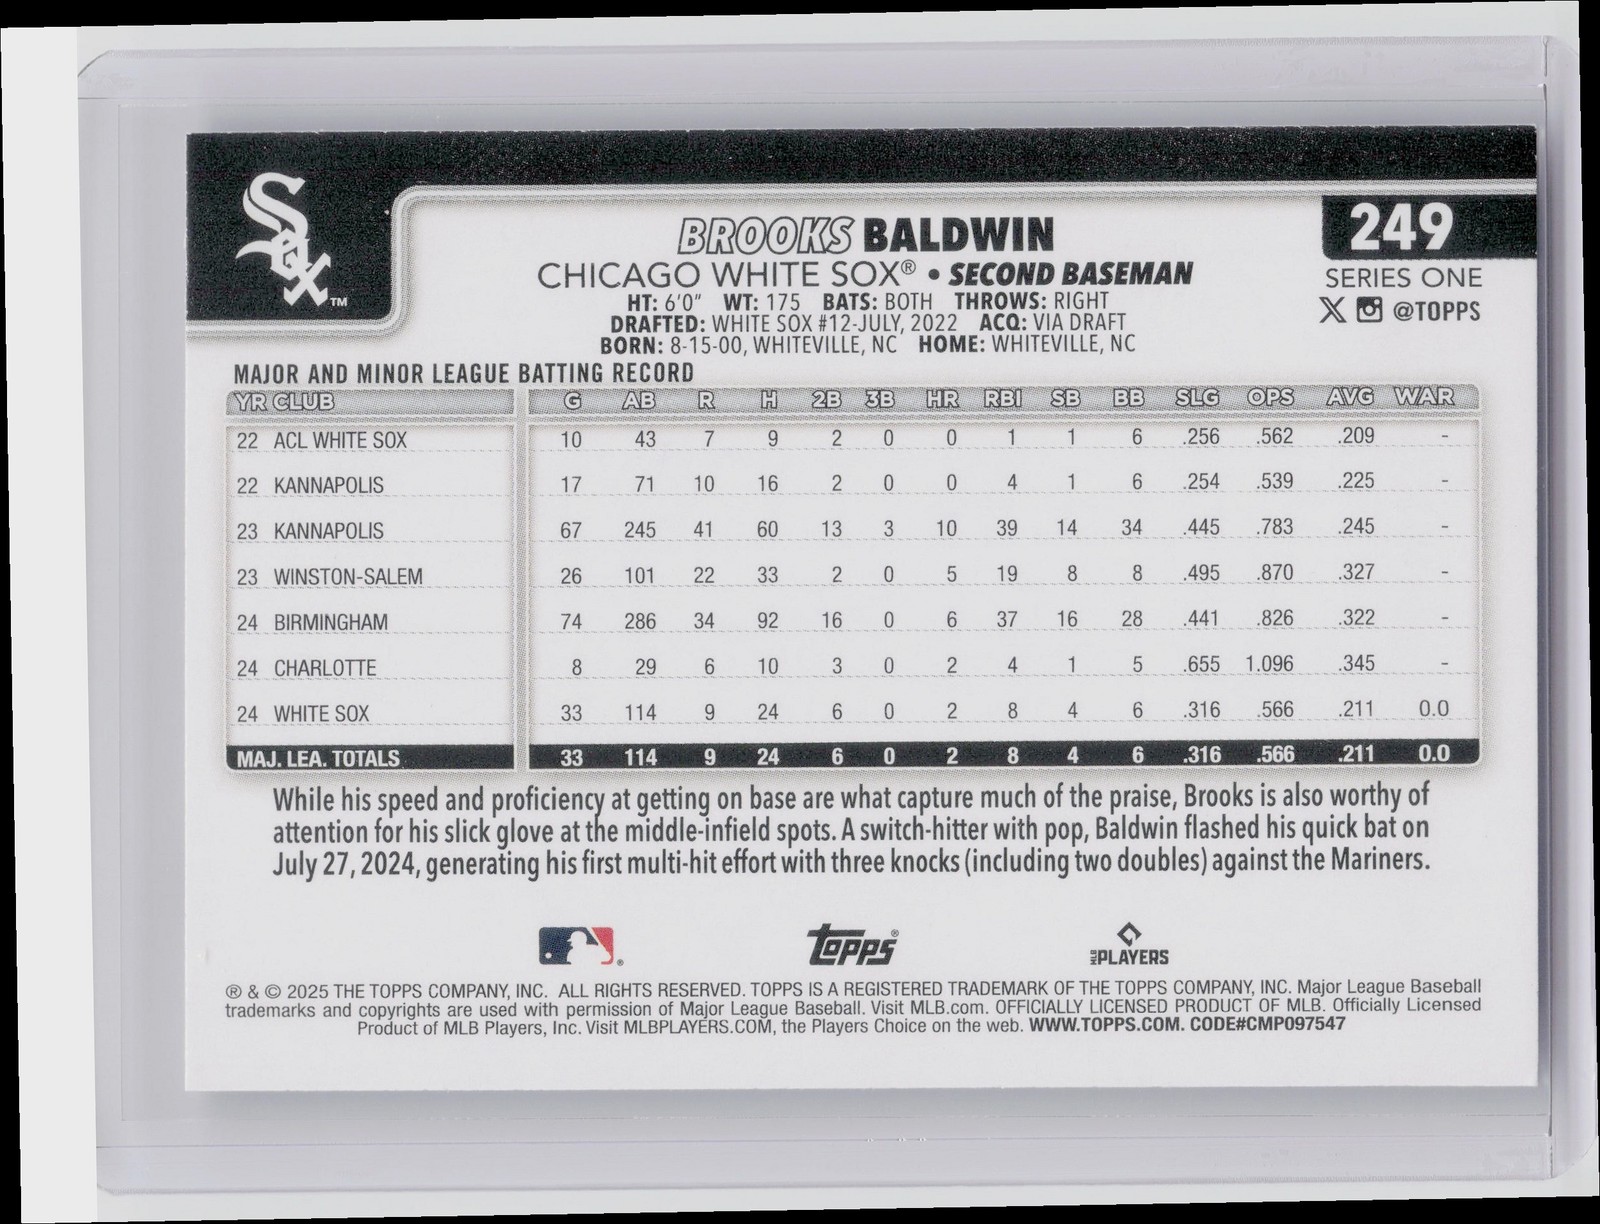 Sox
TM
BROOKS BALDWIN
249
CHICAGO WHITE SOX® • SECOND BASEMAN
SERIES ONE
HT: 6'0" WT: 175 BATS: BOTH THROWS: RIGHT
@TOPPS
DRAFTED: WHITE SOX #12-JULY, 2022 ACQ: VIA DRAFT
BORN: 8-15-00, WHITEVILLE, NC HOME: WHITEVILLE, NC
MAJOR AND MINOR LEAGUE BATTING RECORD
YR CLUB G AB R H 2B 3B HR RBI SB BB SLG OPS AVG WAR
22 ACL WHITE SOX 10 43 7 9 2 0 0 1 1 6 .256 .562 .209 -
22 KANNAPOLIS 17 71 10 16 2 0 0 4 1 6 .254 .539 .225 -
23 KANNAPOLIS 67 245 41 60 13 3 10 39 14 34 .445 .783 .245 -
23 WINSTON-SALEM 26 101 22 33 2 0 5 19 8 8 .495 .870 .327 -
24 BIRMINGHAM 74 286 34 92 16 0 6 37 16 28 .441 .826 .322 -
24 CHARLOTTE 8 29 6 10 3 0 2 4 1 5 .655 1.096 .345 -
24 WHITE SOX 33 114 9 24 6 0 2 8 4 6 .316 .566 .211 0.0
MAJ. LEA. TOTALS 33 114 9 24 6 0 2 8 4 6 .316 .566 .211 0.0
While his speed and proficiency at getting on base are what capture much of the praise, Brooks is also worthy of
attention for his slick glove at the middle-infield spots. A switch-hitter with pop, Baldwin flashed his quick bat on
July 27, 2024, generating his first multi-hit effort with three knocks (including two doubles) against the Mariners.
® Topps® MLB PLAYERS
® & © 2025 THE TOPPS COMPANY, INC. ALL RIGHTS RESERVED. TOPPS IS A REGISTERED TRADEMARK OF THE TOPPS COMPANY, INC. Major League Baseball
trademarks and copyrights are used with permission of Major League Baseball. Visit MLB.com. OFFICIALLY LICENSED PRODUCT OF MLB. Officially Licensed
Product of MLB Players, Inc. Visit MLBPLAYERS.COM, the Players Choice on the web. WWW.TOPPS.COM. CODE#CMP097547